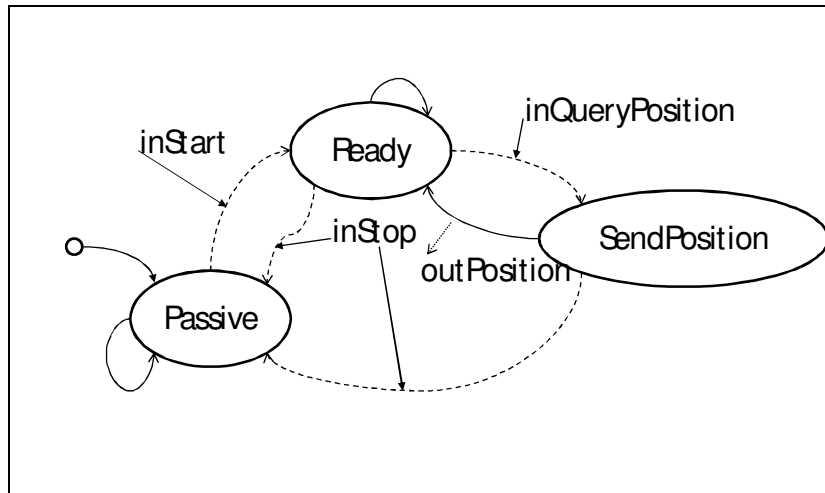 inQueryPosition
inStart
Ready
inStop
SendPosition
outPosition
Passive